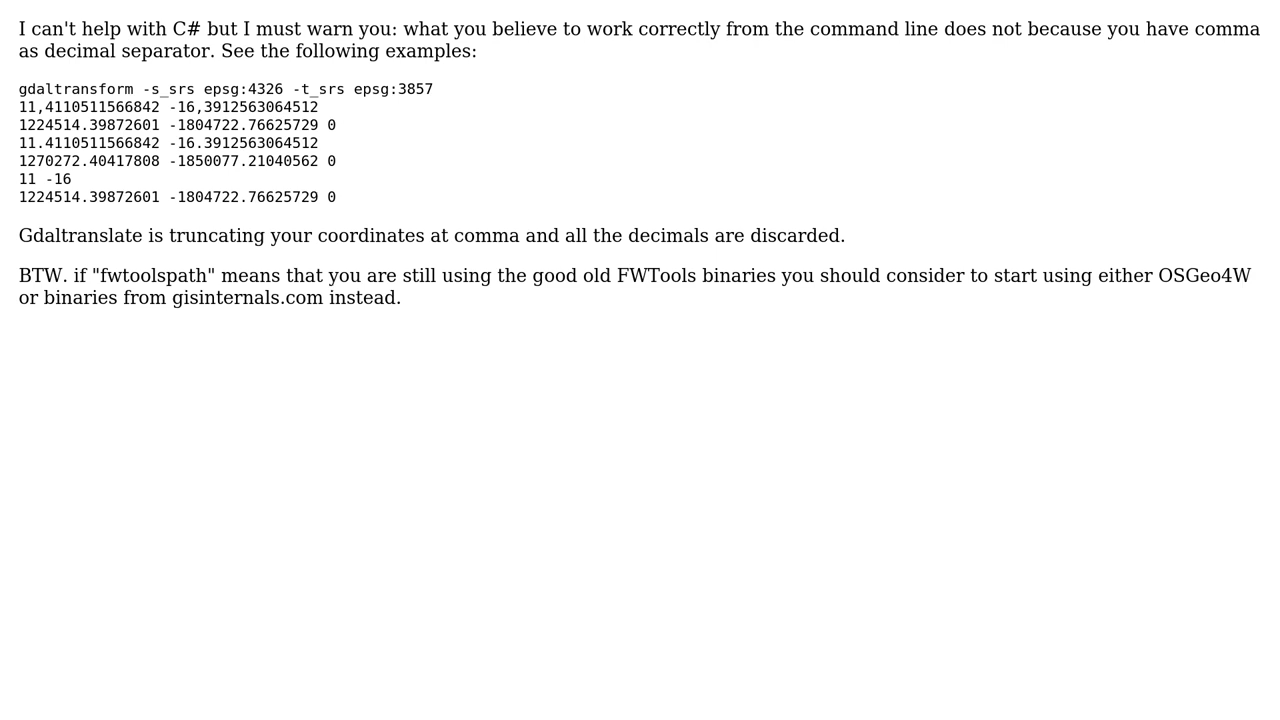 I can't help with C# but I must warn you: what you believe to work correctly from the command line does not because you have comma
as decimal separator. See the following examples:
gdaltransform -s_srs epsg:4326 -t_srs epsg:3857
11,4110511566842 -16,3912563064512
1224514.39872601 -1804722.76625729 0
11.4110511566842 -16.3912563064512
1270272.40417808 -1850077.21040562 0
11 -16
1224514.39872601 -1804722.76625729 0
Gdaltranslate is truncating your coordinates at comma and all the decimals are discarded.
BTW. if "fwtoolspath" means that you are still using the good old FWTools binaries you should consider to start using either OSGeo4W
or binaries from gisinternals.com instead.